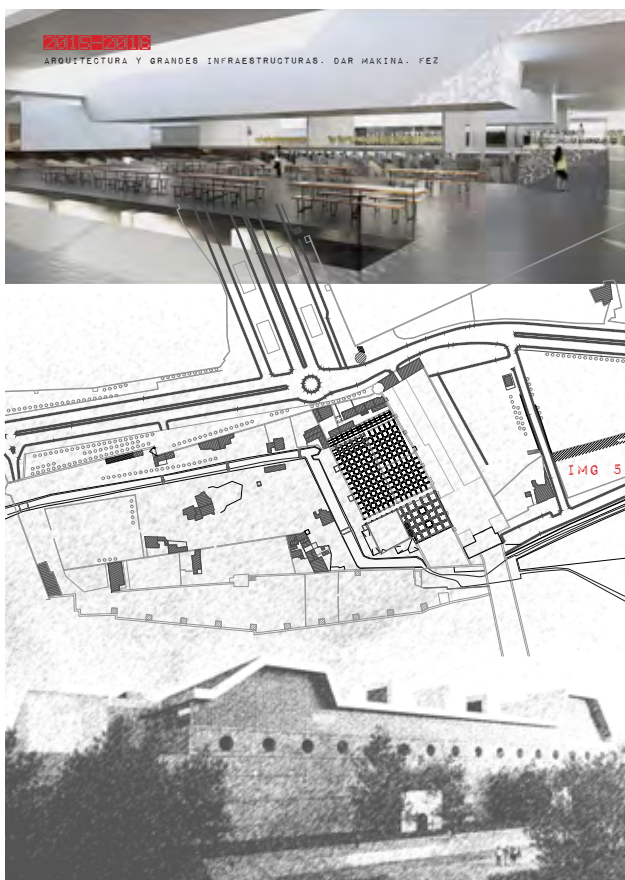 2015-2016
ARQUITECTURA Y GRANDES INFRAESTRUCTURAS. DAR MAKINA. FEZ
IMG 5